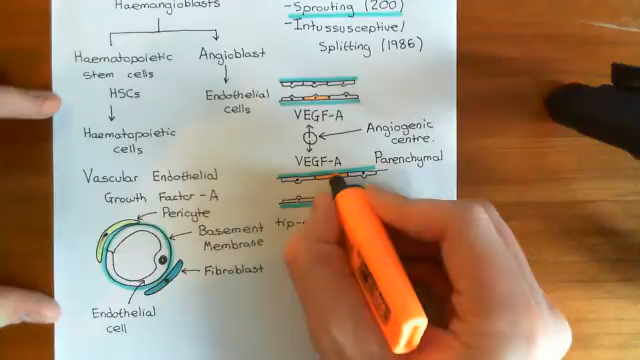 Haemangioblasts
Haematopoietic
stem cells
HSCs
Haematopoietic
cells
Angioblast
Endothelial
cells
-Sprouting (200)
-Intussusceptive/
Splitting (1986)
VEGF-A
Angiogenic
centre.
VEGF-A
Parenchymal
tip-
Vascular Endothelial
Growth Factor-A
Pericyte
Basement
Membrane
Fibroblast
Endothelial
cell